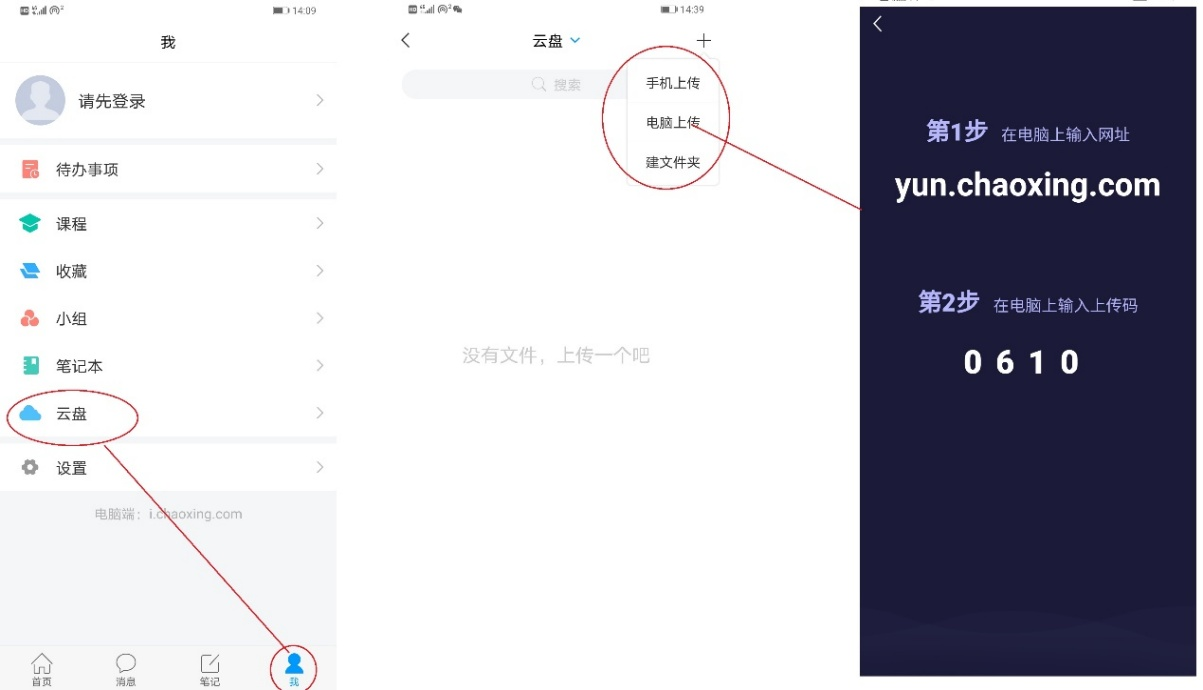 14:09
我
请先登录
待办事项
课程
收藏
小组
笔记本
云盘
设置
电脑端：i.chaoxing.com
首页
消息
笔记
我
14:39
云盘
搜索
手机上传
电脑上传
建文件夹
没有文件，上传一个吧
第1步 在电脑上输入网址
yun.chaoxing.com
第2步 在电脑上输入上传码
0 6 1 0